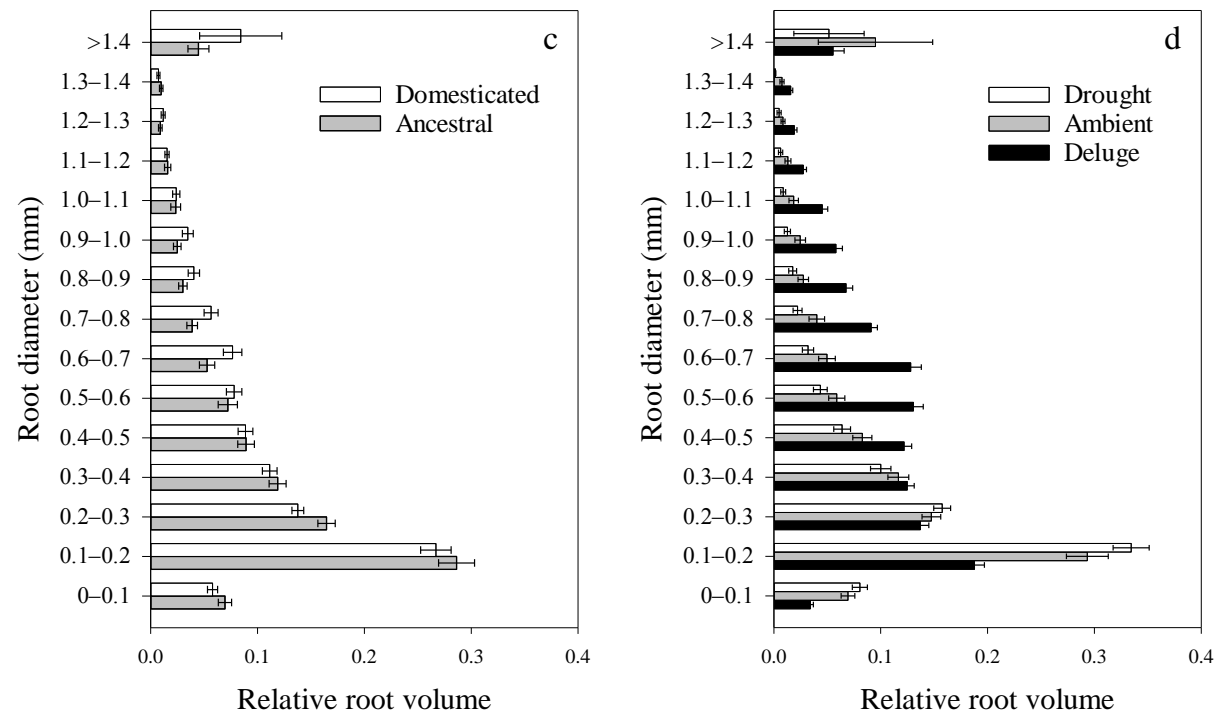 c
Domesticated
Ancestral
Root diameter (mm)
>1.4
1.3–1.4
1.2–1.3
1.1–1.2
1.0–1.1
0.9–1.0
0.8–0.9
0.7–0.8
0.6–0.7
0.5–0.6
0.4–0.5
0.3–0.4
0.2–0.3
0.1–0.2
0–0.1
0.0 0.1 0.2 0.3 0.4
Relative root volume
d
Drought
Ambient
Deluge
Root diameter (mm)
>1.4
1.3–1.4
1.2–1.3
1.1–1.2
1.0–1.1
0.9–1.0
0.8–0.9
0.7–0.8
0.6–0.7
0.5–0.6
0.4–0.5
0.3–0.4
0.2–0.3
0.1–0.2
0–0.1
0.0 0.1 0.2 0.3 0.4
Relative root volume